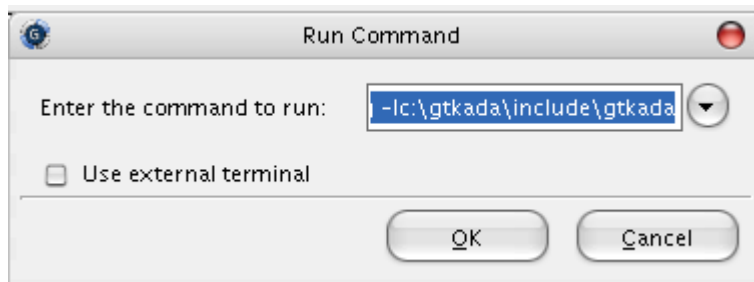 Run Command
Enter the command to run: -Ic:\gtkada\include\gtkada
Use external terminal
OK Cancel